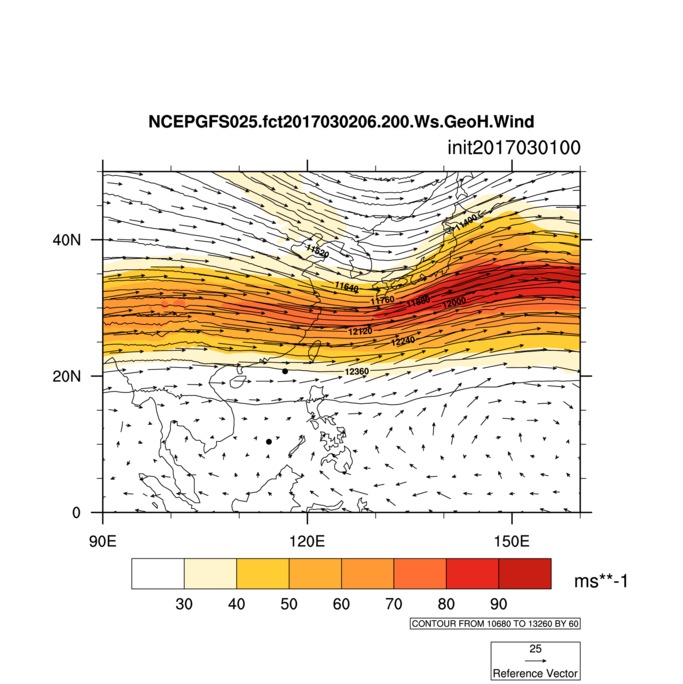 NCEPGFS025.fct2017030206.200.Ws.GeoH.Wind
init2017030100
40N
20N
0
11400
11520
11640
11760
11880
12000
12120
12240
12360
90E
120E
150E
30
40
50
60
70
80
90
ms**-1
CONTOUR FROM 10680 TO 13260 BY 60
25
Reference Vector